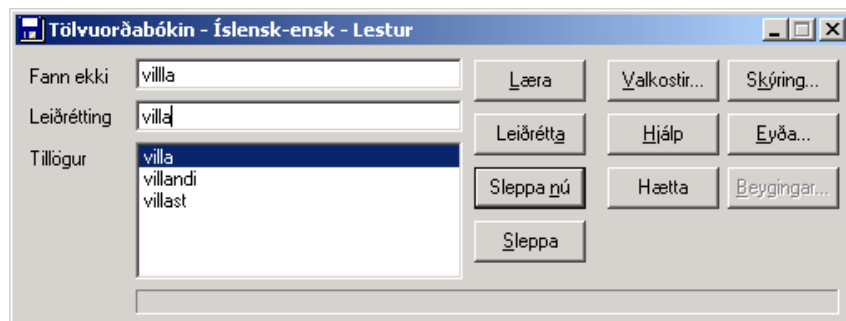 Tölvuorðabókin - Íslensk-ensk - Lestur
Fann ekki villla Læra Valkostir... Skýring...
Leiðrétting villa Leiðrétta Hjálp Eyða...
Tillögur villa
villandi
villast
Sleppa nú Hætta Beygingar...
Sleppa